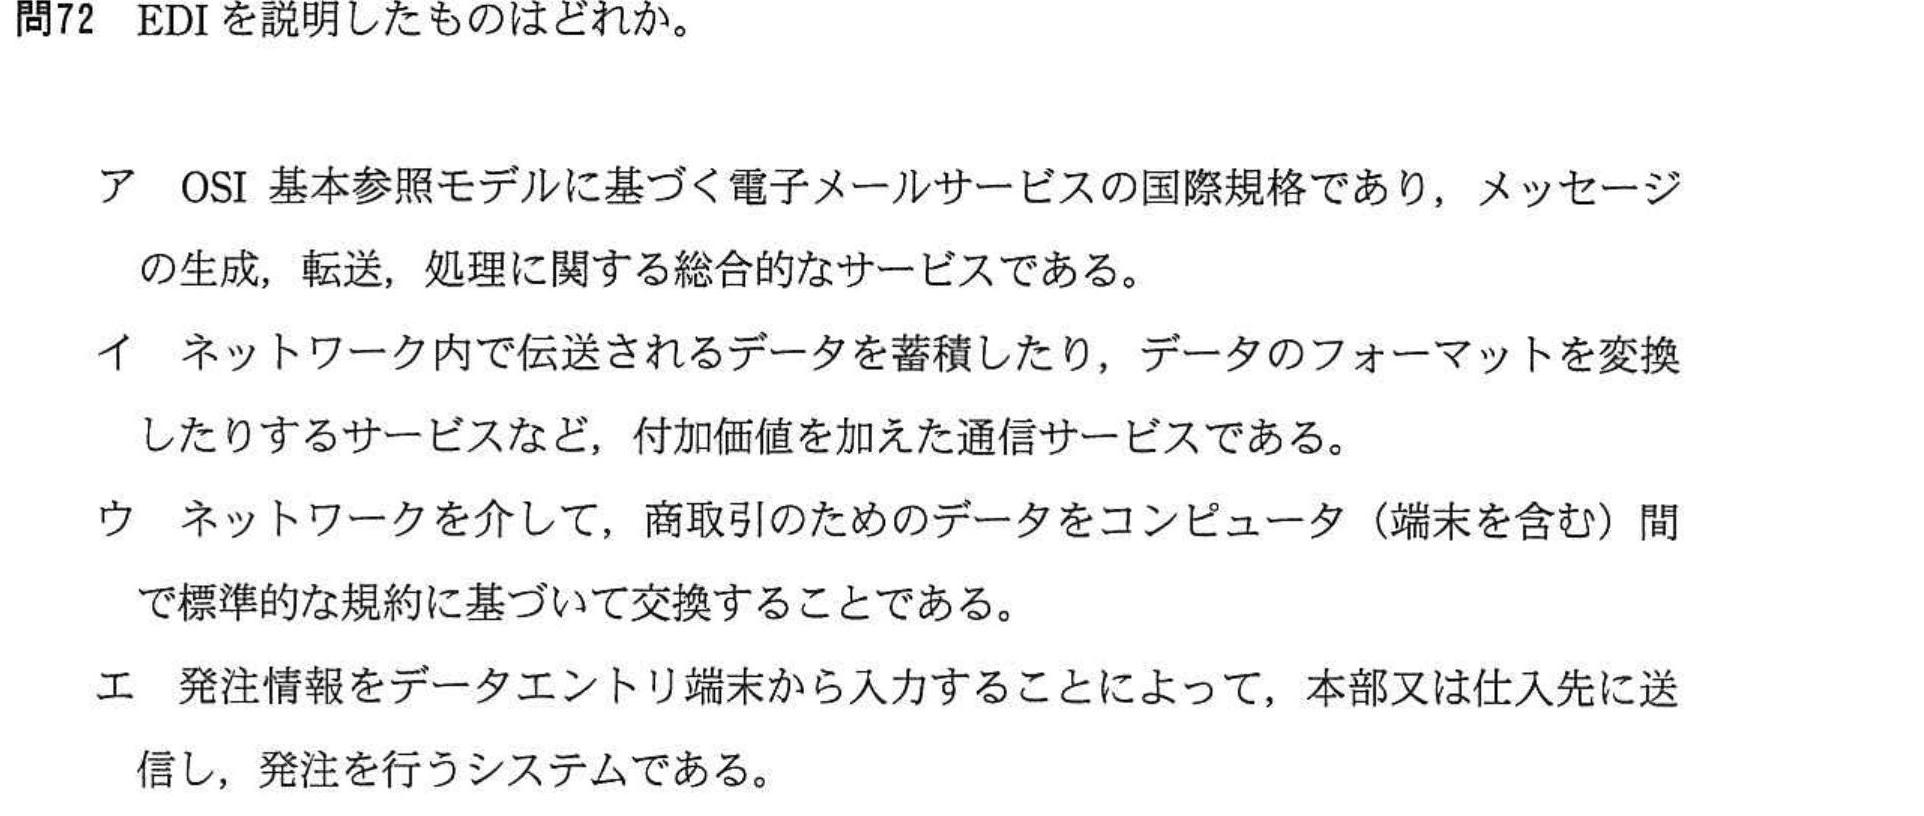 問72 EDI を説明したものはどれか。
ア OSI 基本参照モデルに基づく電子メールサービスの国際規格であり，メッセージ
の生成，転送，処理に関する総合的なサービスである。
イ ネットワーク内で伝送されるデータを蓄積したり，データのフォーマットを変換
したりするサービスなど，付加価値を加えた通信サービスである。
ウ ネットワークを介して，商取引のためのデータをコンピュータ（端末を含む）間
で標準的な規約に基づいて交換することである。
エ 発注情報をデータエントリ端末から入力することによって，本部又は仕入先に送
信し，発注を行うシステムである。